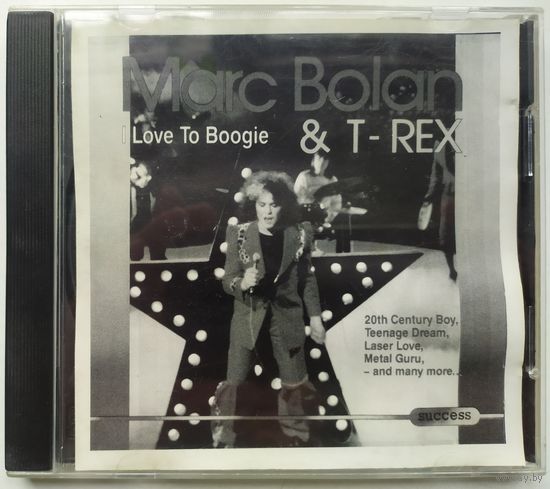 Marc Bolan
I Love To Boogie & T-REX
20th Century Boy,
Teenage Dream,
Laser Love,
Metal Guru,
– and many more...
success